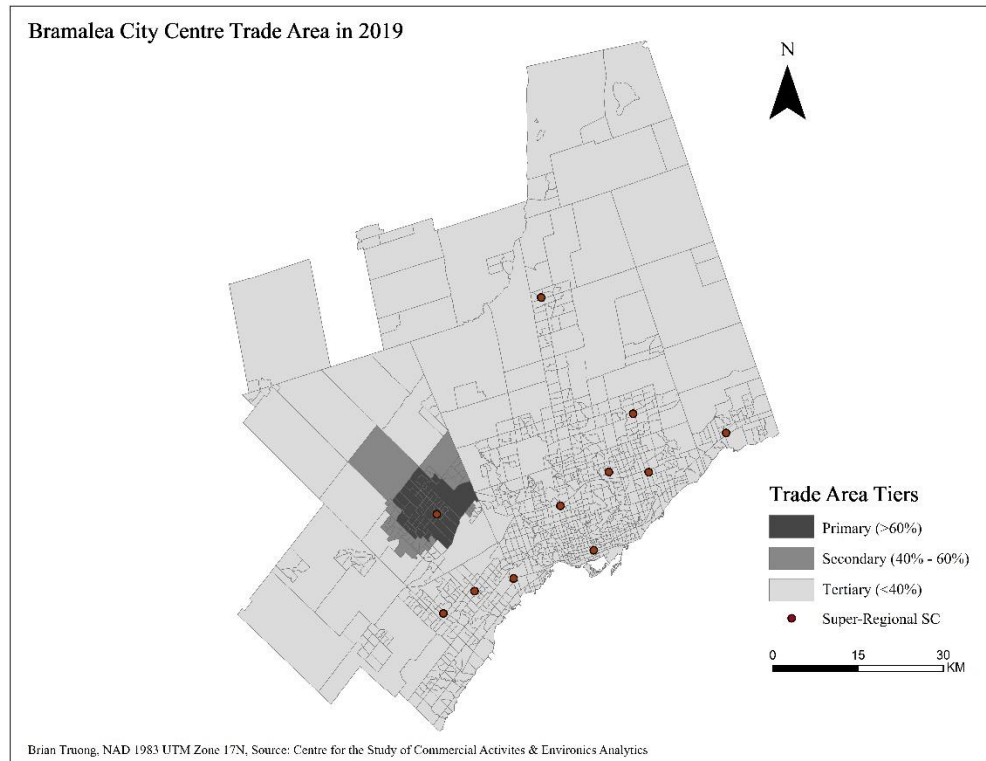 Bramalea City Centre Trade Area in 2019
N
Trade Area Tiers
Primary (>60%)
Secondary (40% - 60%)
Tertiary (<40%)
Super-Regional SC
0 15 30
KM
Brian Truong, NAD 1983 UTM Zone 17N, Source: Centre for the Study of Commercial Activites & Environics Analytics